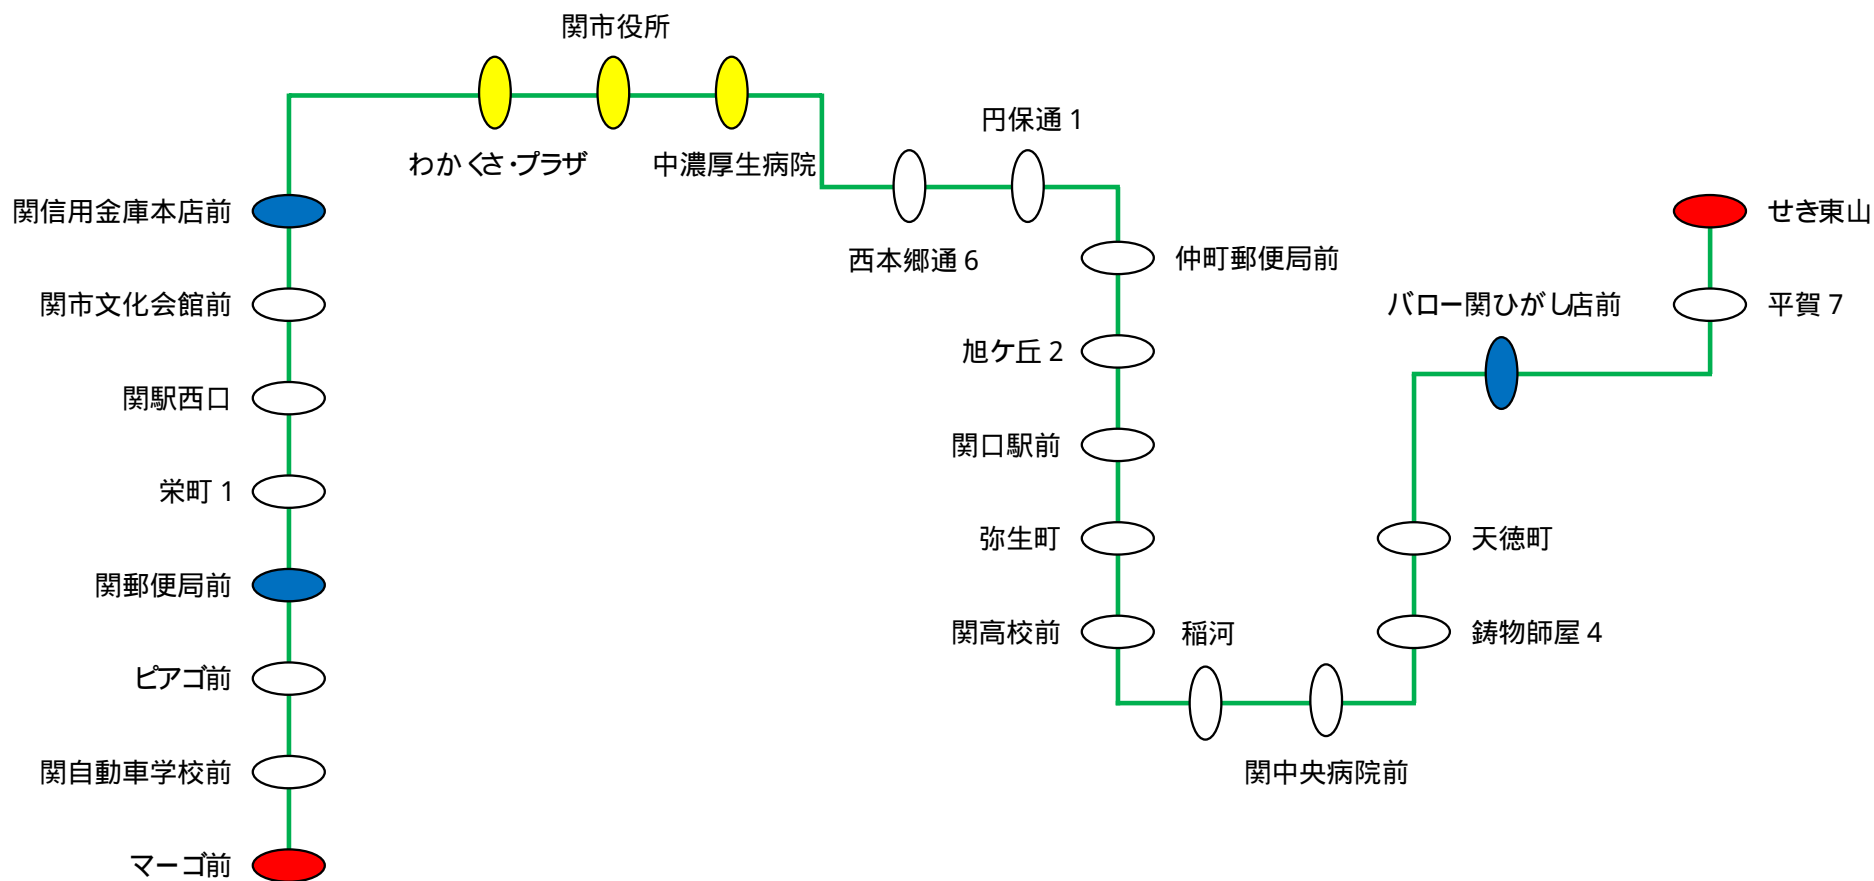 関市役所
円保通 1
わかくさ・プラザ
中濃厚生病院
関信用金庫本店前
せき東山
西本郷通 6
仲町郵便局前
関市文化会館前
バロー関ひがし店前
平賀 7
旭ケ丘 2
関駅西口
関口駅前
栄町 1
弥生町
天徳町
関郵便局前
関高校前
稲河
鋳物師屋 4
ピアゴ前
関自動車学校前
関中央病院前
マーゴ前